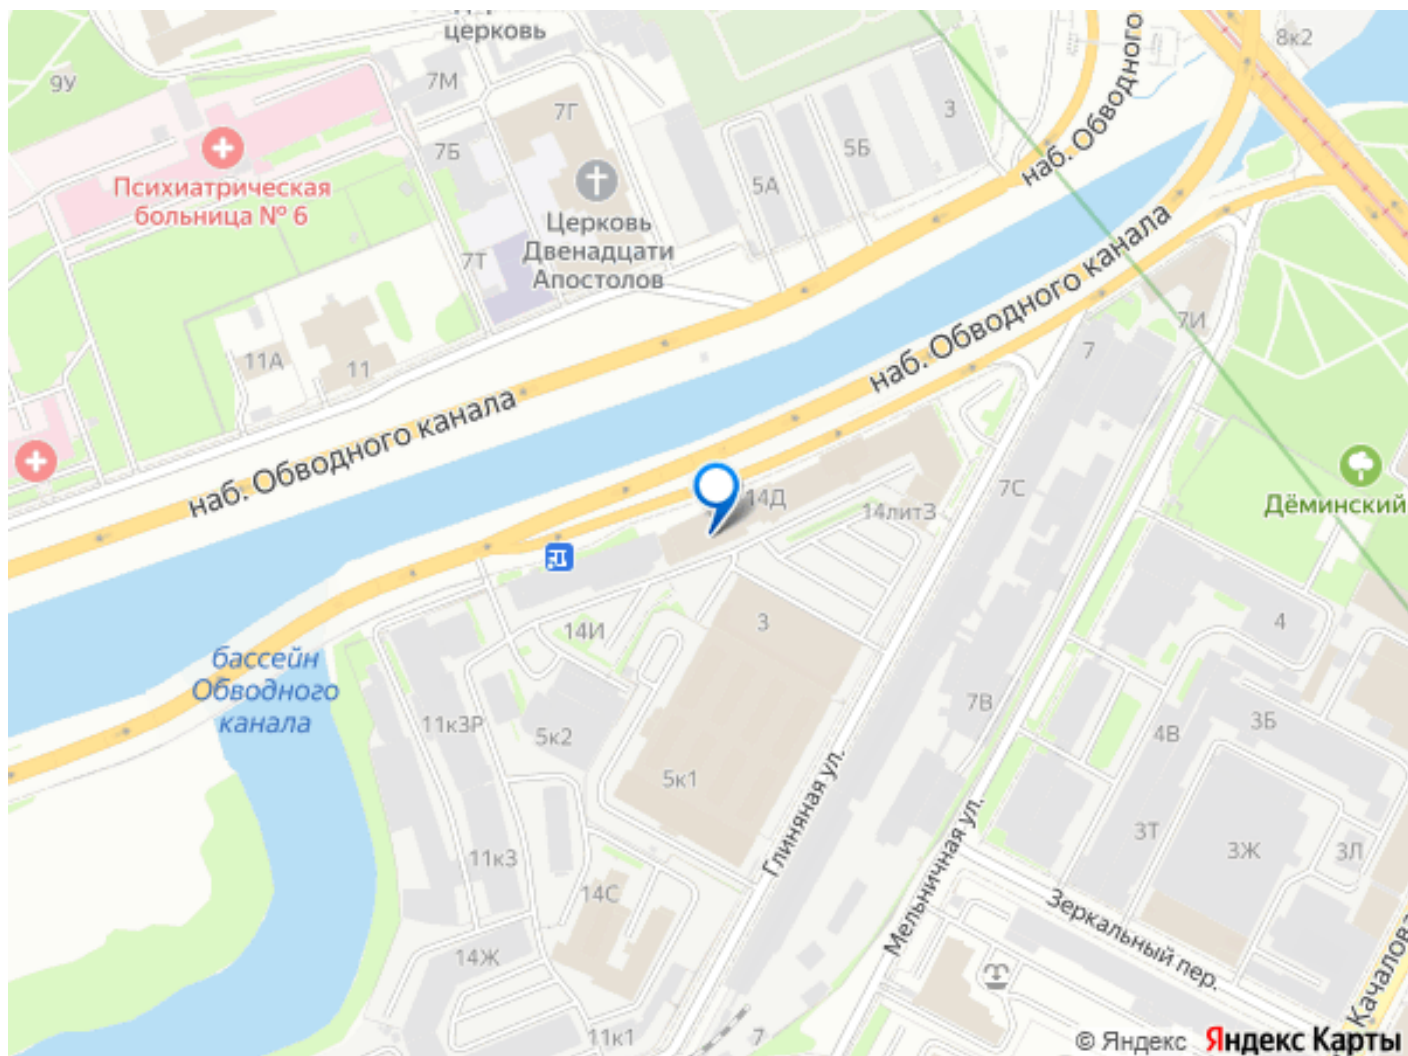 церковь
8к2
9У
7М
7Г
3
наб. Обводного
7Б
5Б
5А
Психиатрическая
больница № 6
Церковь
Двенадцати
Апостолов
7Т
наб. Обводного канала
7И
11А
11
7
наб. Обводного канала
14Д
14лит3
7С
Дёминский
3
14И
4
бассейн
Обводного
канала
11к3Р
5к2
7В
4В
3Б
5к1
Глиняная ул.
Мельничная ул.
3Т
3Ж
3Л
11к3
14С
Зеркальный пер.
14Ж
Качалова
11к1
7
© Яндекс Яндекс Карты